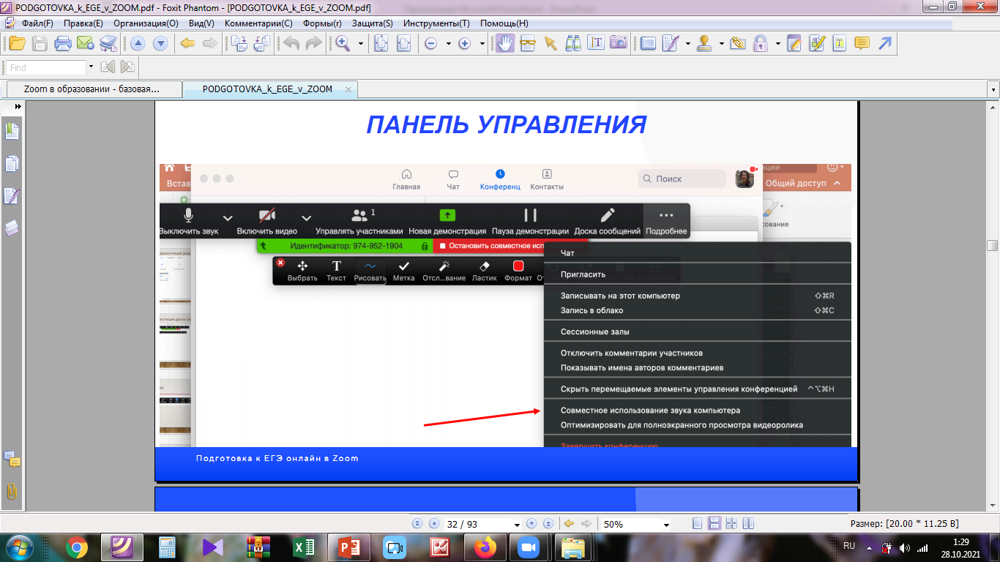 PODGOTOVKA_k_EGE_v_ZOOM.pdf - Foxit Phantom - [PODGOTOVKA_k_EGE_v_ZOOM.pdf]
Файл(F) Правка(E) Организация(O) Вид(V) Комментарии(C) Формы(r) Защита(S) Инструменты(T) Помощь(H)
Find
Zoom в образовании - базовая... PODGOTOVKA_k_EGE_v_ZOOM
ПАНЕЛЬ УПРАВЛЕНИЯ
Главная Чат Конференц Контакты Поиск
Встав Общий доступ
Выключить звук Включить видео Управлять участниками 1 Новая демонстрация Пауза демонстрации Доска сообщений Подробнее
Идентификатор: 974-952-1904 Остановить совместное исп
Выбрать Текст Рисовать Метка Отсл...вание Ластик Формат
Чат
Пригласить
Записывать на этот компьютер ⇧⌘R
Запись в облако ⇧⌘C
Сессионные залы
Отключить комментарии участников
Показывать имена авторов комментариев
Скрыть перемещаемые элементы управления конференцией ^⌥⌘H
Совместное использование звука компьютера
Оптимизировать для полноэкранного просмотра видеоролика
Завершить конференцию
Подготовка к ЕГЭ онлайн в Zoom
32 / 93 50% Размер: [20.00 * 11.25 В]
RU 1:29
28.10.2021